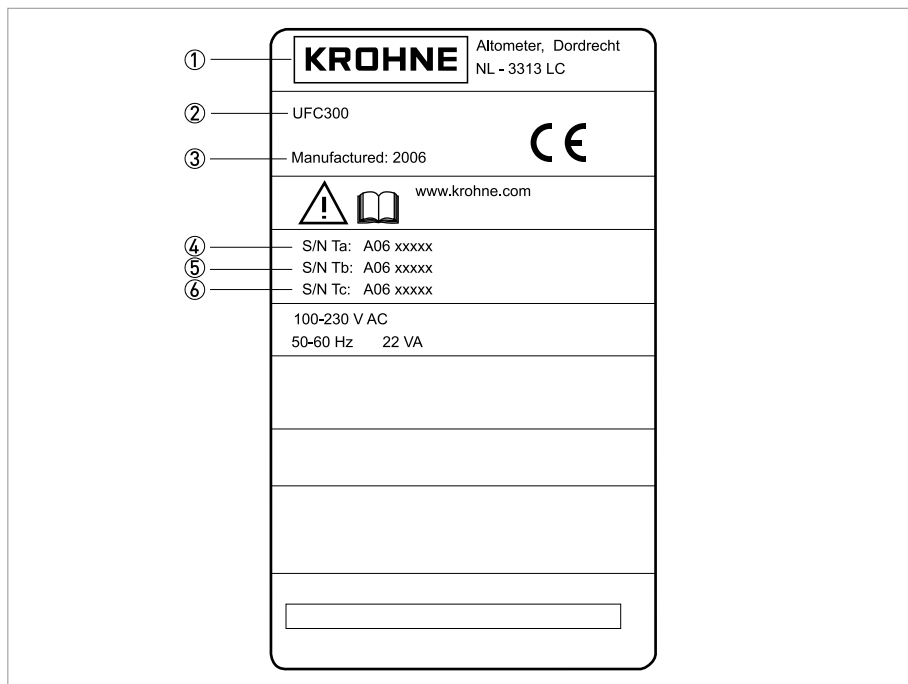 ① KROHNE Altometer, Dordrecht
NL - 3313 LC
② UFC300
CE
③ Manufactured: 2006
www.krohne.com
④ S/N Ta: A06 xxxxx
⑤ S/N Tb: A06 xxxxx
⑥ S/N Tc: A06 xxxxx
100-230 V AC
50-60 Hz 22 VA